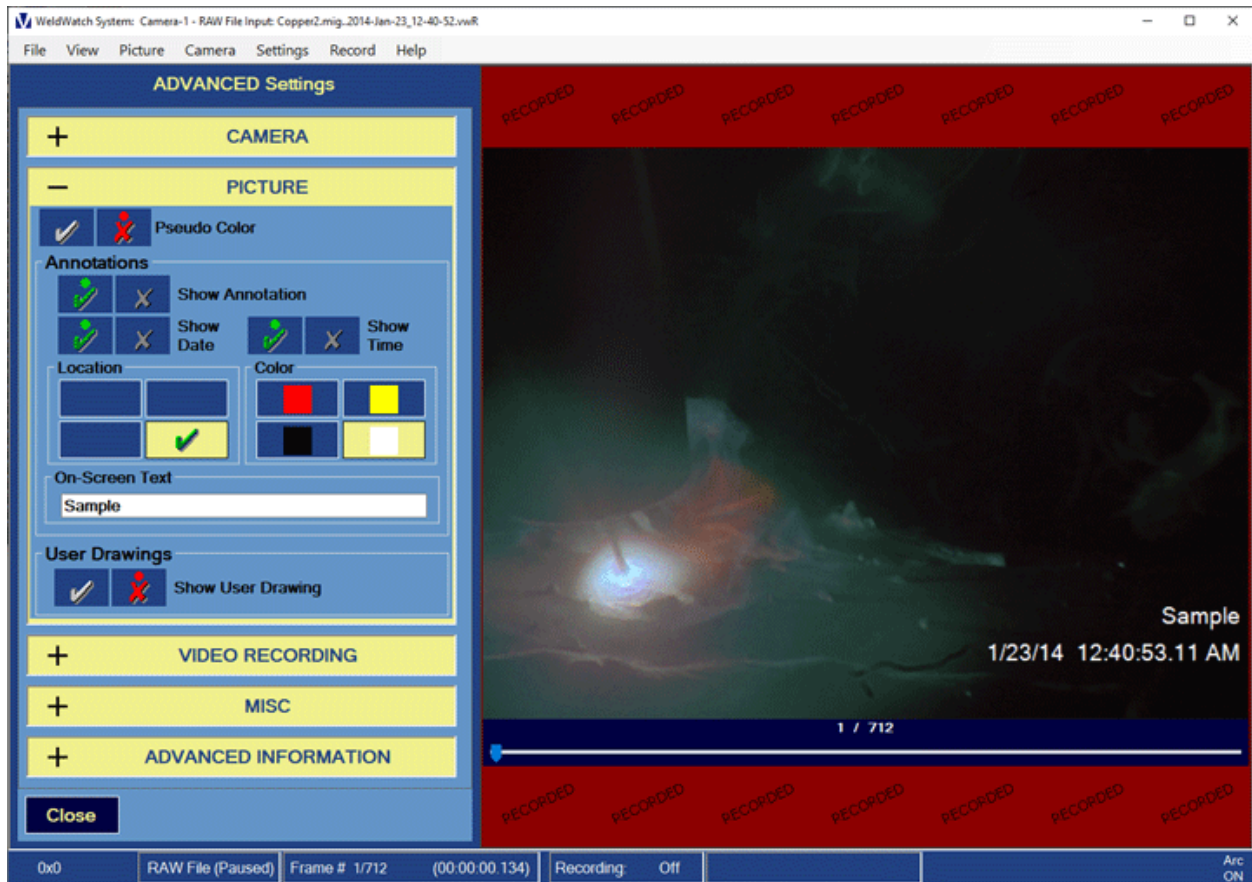 WeldWatch System: Camera-1 - RAW File Input: Copper2.mig..2014-Jan-23_12-40-52.vwR
File View Picture Camera Settings Record Help
ADVANCED Settings
+ CAMERA
− PICTURE
Pseudo Color
Annotations
Show Annotation
Show Date
Show Time
Location
Color
On-Screen Text
Sample
User Drawings
Show User Drawing
+ VIDEO RECORDING
+ MISC
+ ADVANCED INFORMATION
Close
RECORDED RECORDED RECORDED RECORDED RECORDED RECORDED RECORDED
Sample
1/23/14 12:40:53.11 AM
1 / 712
RECORDED RECORDED RECORDED RECORDED RECORDED RECORDED RECORDED
0x0 RAW File (Paused) Frame # 1/712 (00:00:00.134) Recording: Off Arc ON